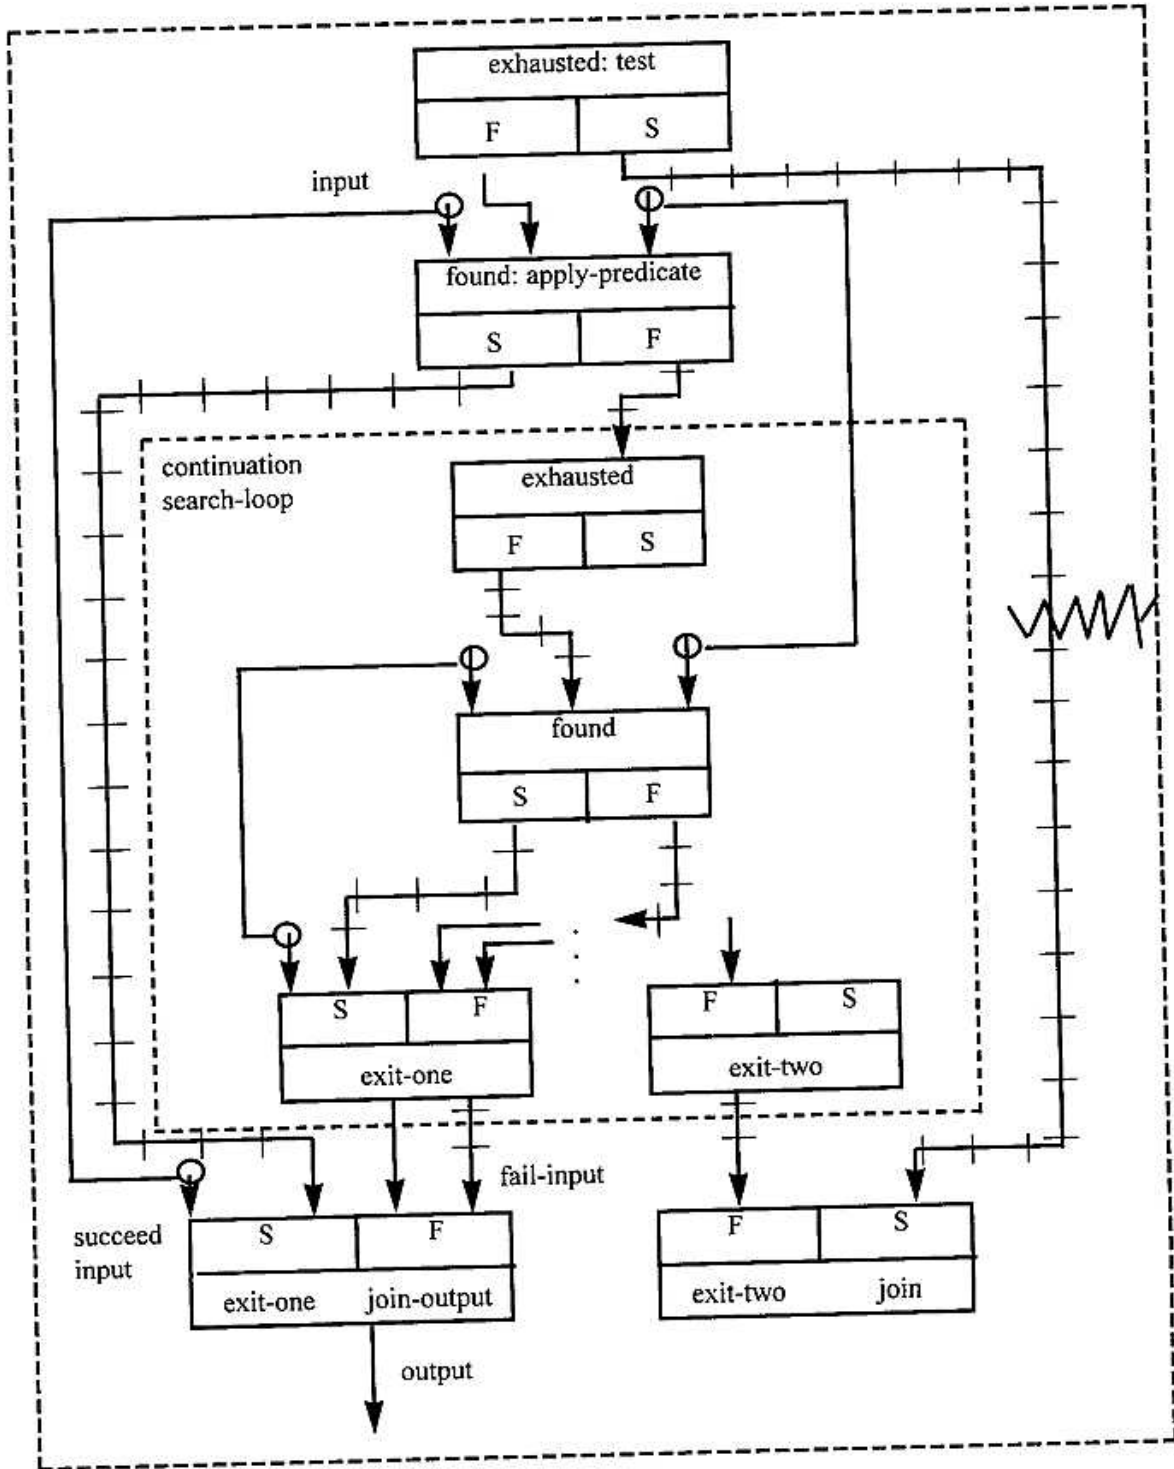 exhausted: test
F S
input
found: apply-predicate
S F
continuation
search-loop
exhausted
F S
found
S F
S F
exit-one
F S
exit-two
fail-input
succeed
input
S F
exit-one join-output
F S
exit-two join
output